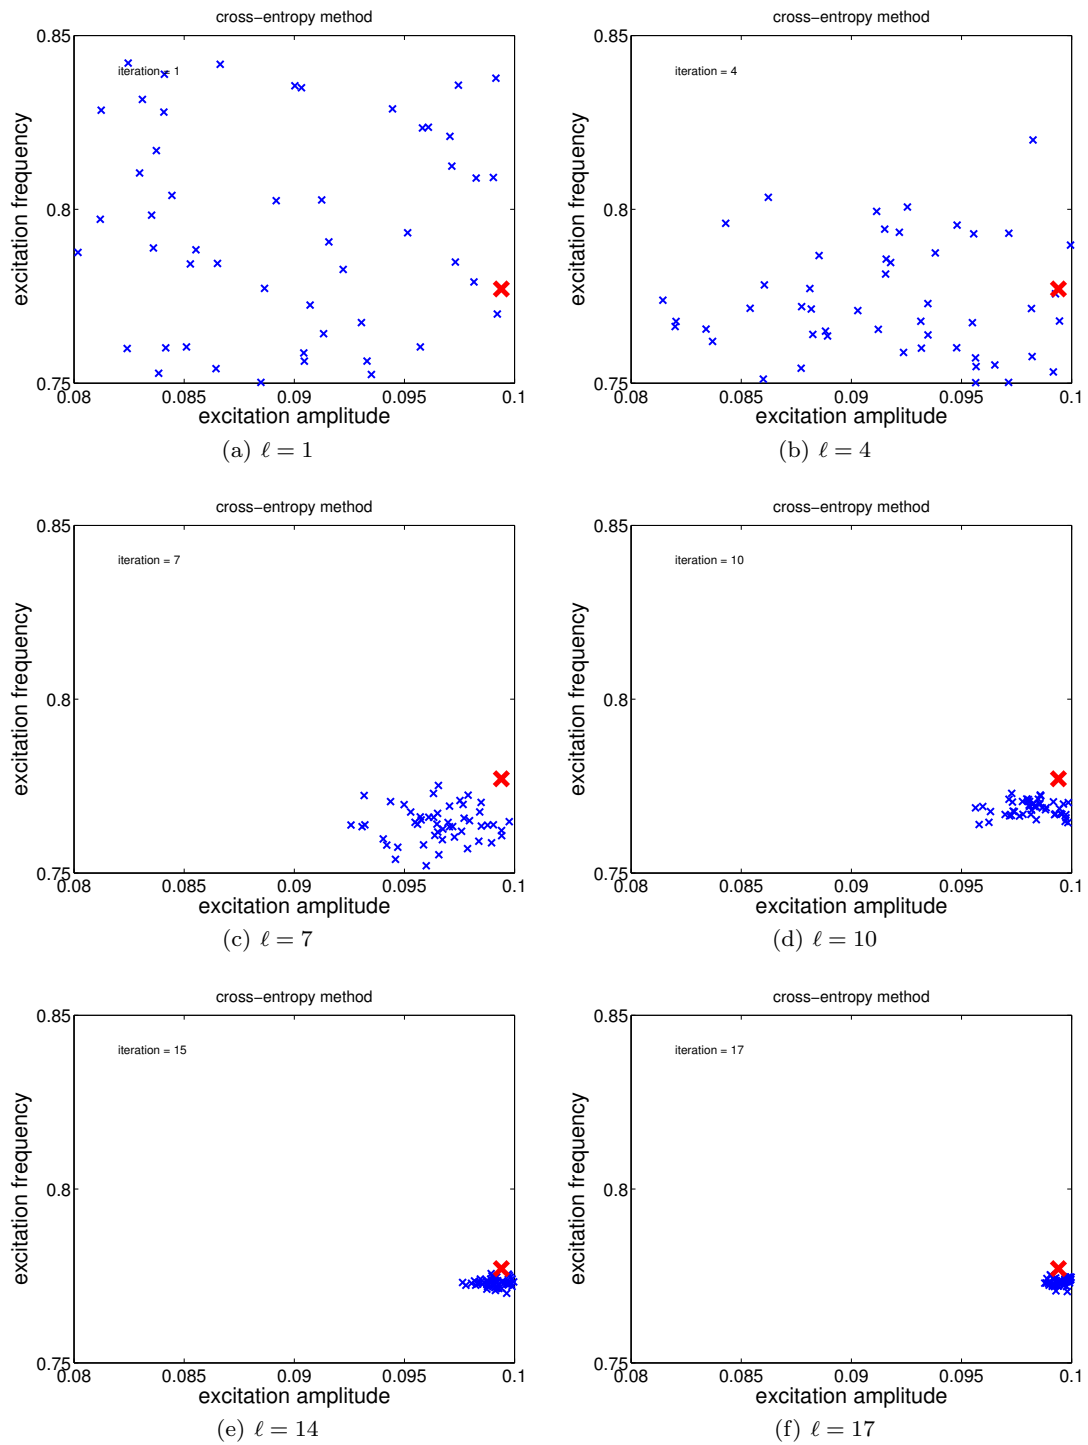 cross−entropy method
0.85
iteration = 1
excitation frequency
0.8
0.75
0.08 0.085 0.09 0.095 0.1
excitation amplitude
(a) ℓ = 1
cross−entropy method
0.85
iteration = 4
excitation frequency
0.8
0.75
0.08 0.085 0.09 0.095 0.1
excitation amplitude
(b) ℓ = 4
cross−entropy method
0.85
iteration = 7
excitation frequency
0.8
0.75
0.08 0.085 0.09 0.095 0.1
excitation amplitude
(c) ℓ = 7
cross−entropy method
0.85
iteration = 10
excitation frequency
0.8
0.75
0.08 0.085 0.09 0.095 0.1
excitation amplitude
(d) ℓ = 10
cross−entropy method
0.85
iteration = 15
excitation frequency
0.8
0.75
0.08 0.085 0.09 0.095 0.1
excitation amplitude
(e) ℓ = 14
cross−entropy method
0.85
iteration = 17
excitation frequency
0.8
0.75
0.08 0.085 0.09 0.095 0.1
excitation amplitude
(f) ℓ = 17